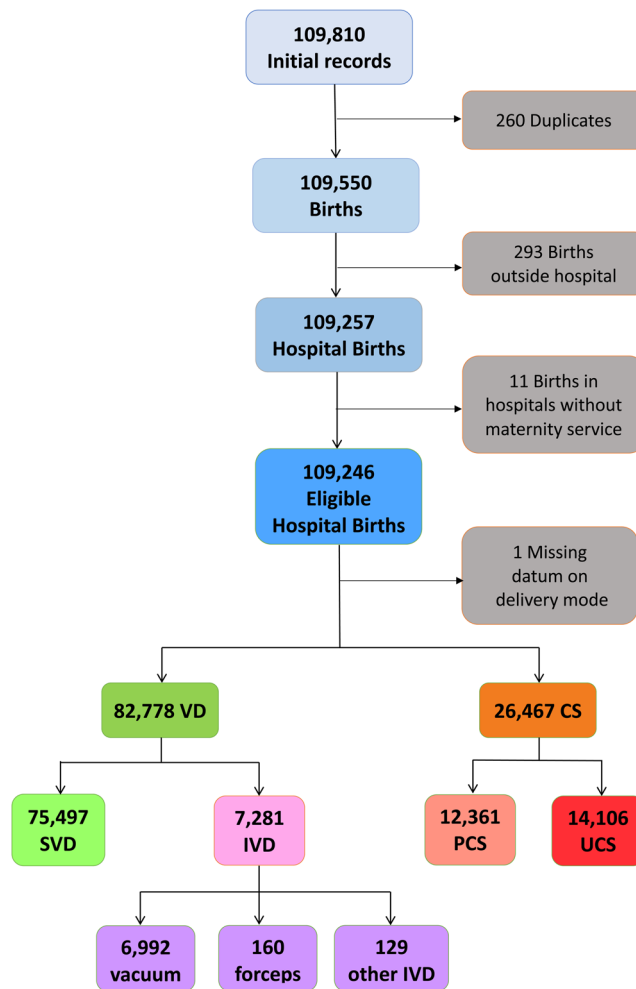 109,810
Initial records
260 Duplicates
109,550
Births
293 Births
outside hospital
109,257
Hospital Births
11 Births in
hospitals without
maternity service
109,246
Eligible
Hospital Births
1 Missing
datum on
delivery mode
82,778 VD
26,467 CS
75,497
SVD
7,281
IVD
12,361
PCS
14,106
UCS
6,992
vacuum
160
forceps
129
other IVD